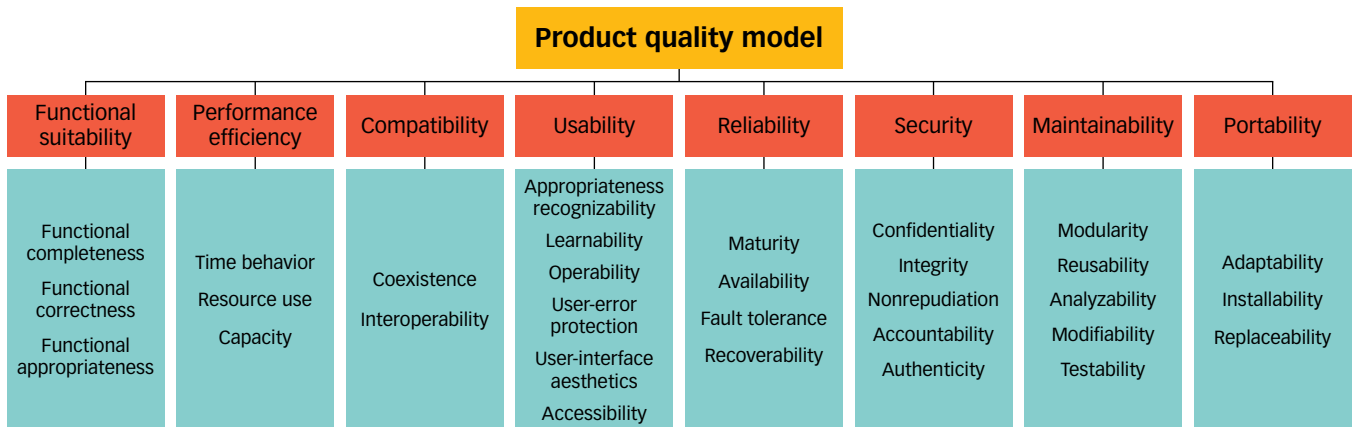 Product quality model
Functional
suitability
Performance
efficiency
Compatibility
Usability
Reliability
Security
Maintainability
Portability
Functional
completeness
Functional
correctness
Functional
appropriateness
Time behavior
Resource use
Capacity
Coexistence
Interoperability
Appropriateness
recognizability
Learnability
Operability
User-error
protection
User-interface
aesthetics
Accessibility
Maturity
Availability
Fault tolerance
Recoverability
Confidentiality
Integrity
Nonrepudiation
Accountability
Authenticity
Modularity
Reusability
Analyzability
Modifiability
Testability
Adaptability
Installability
Replaceability